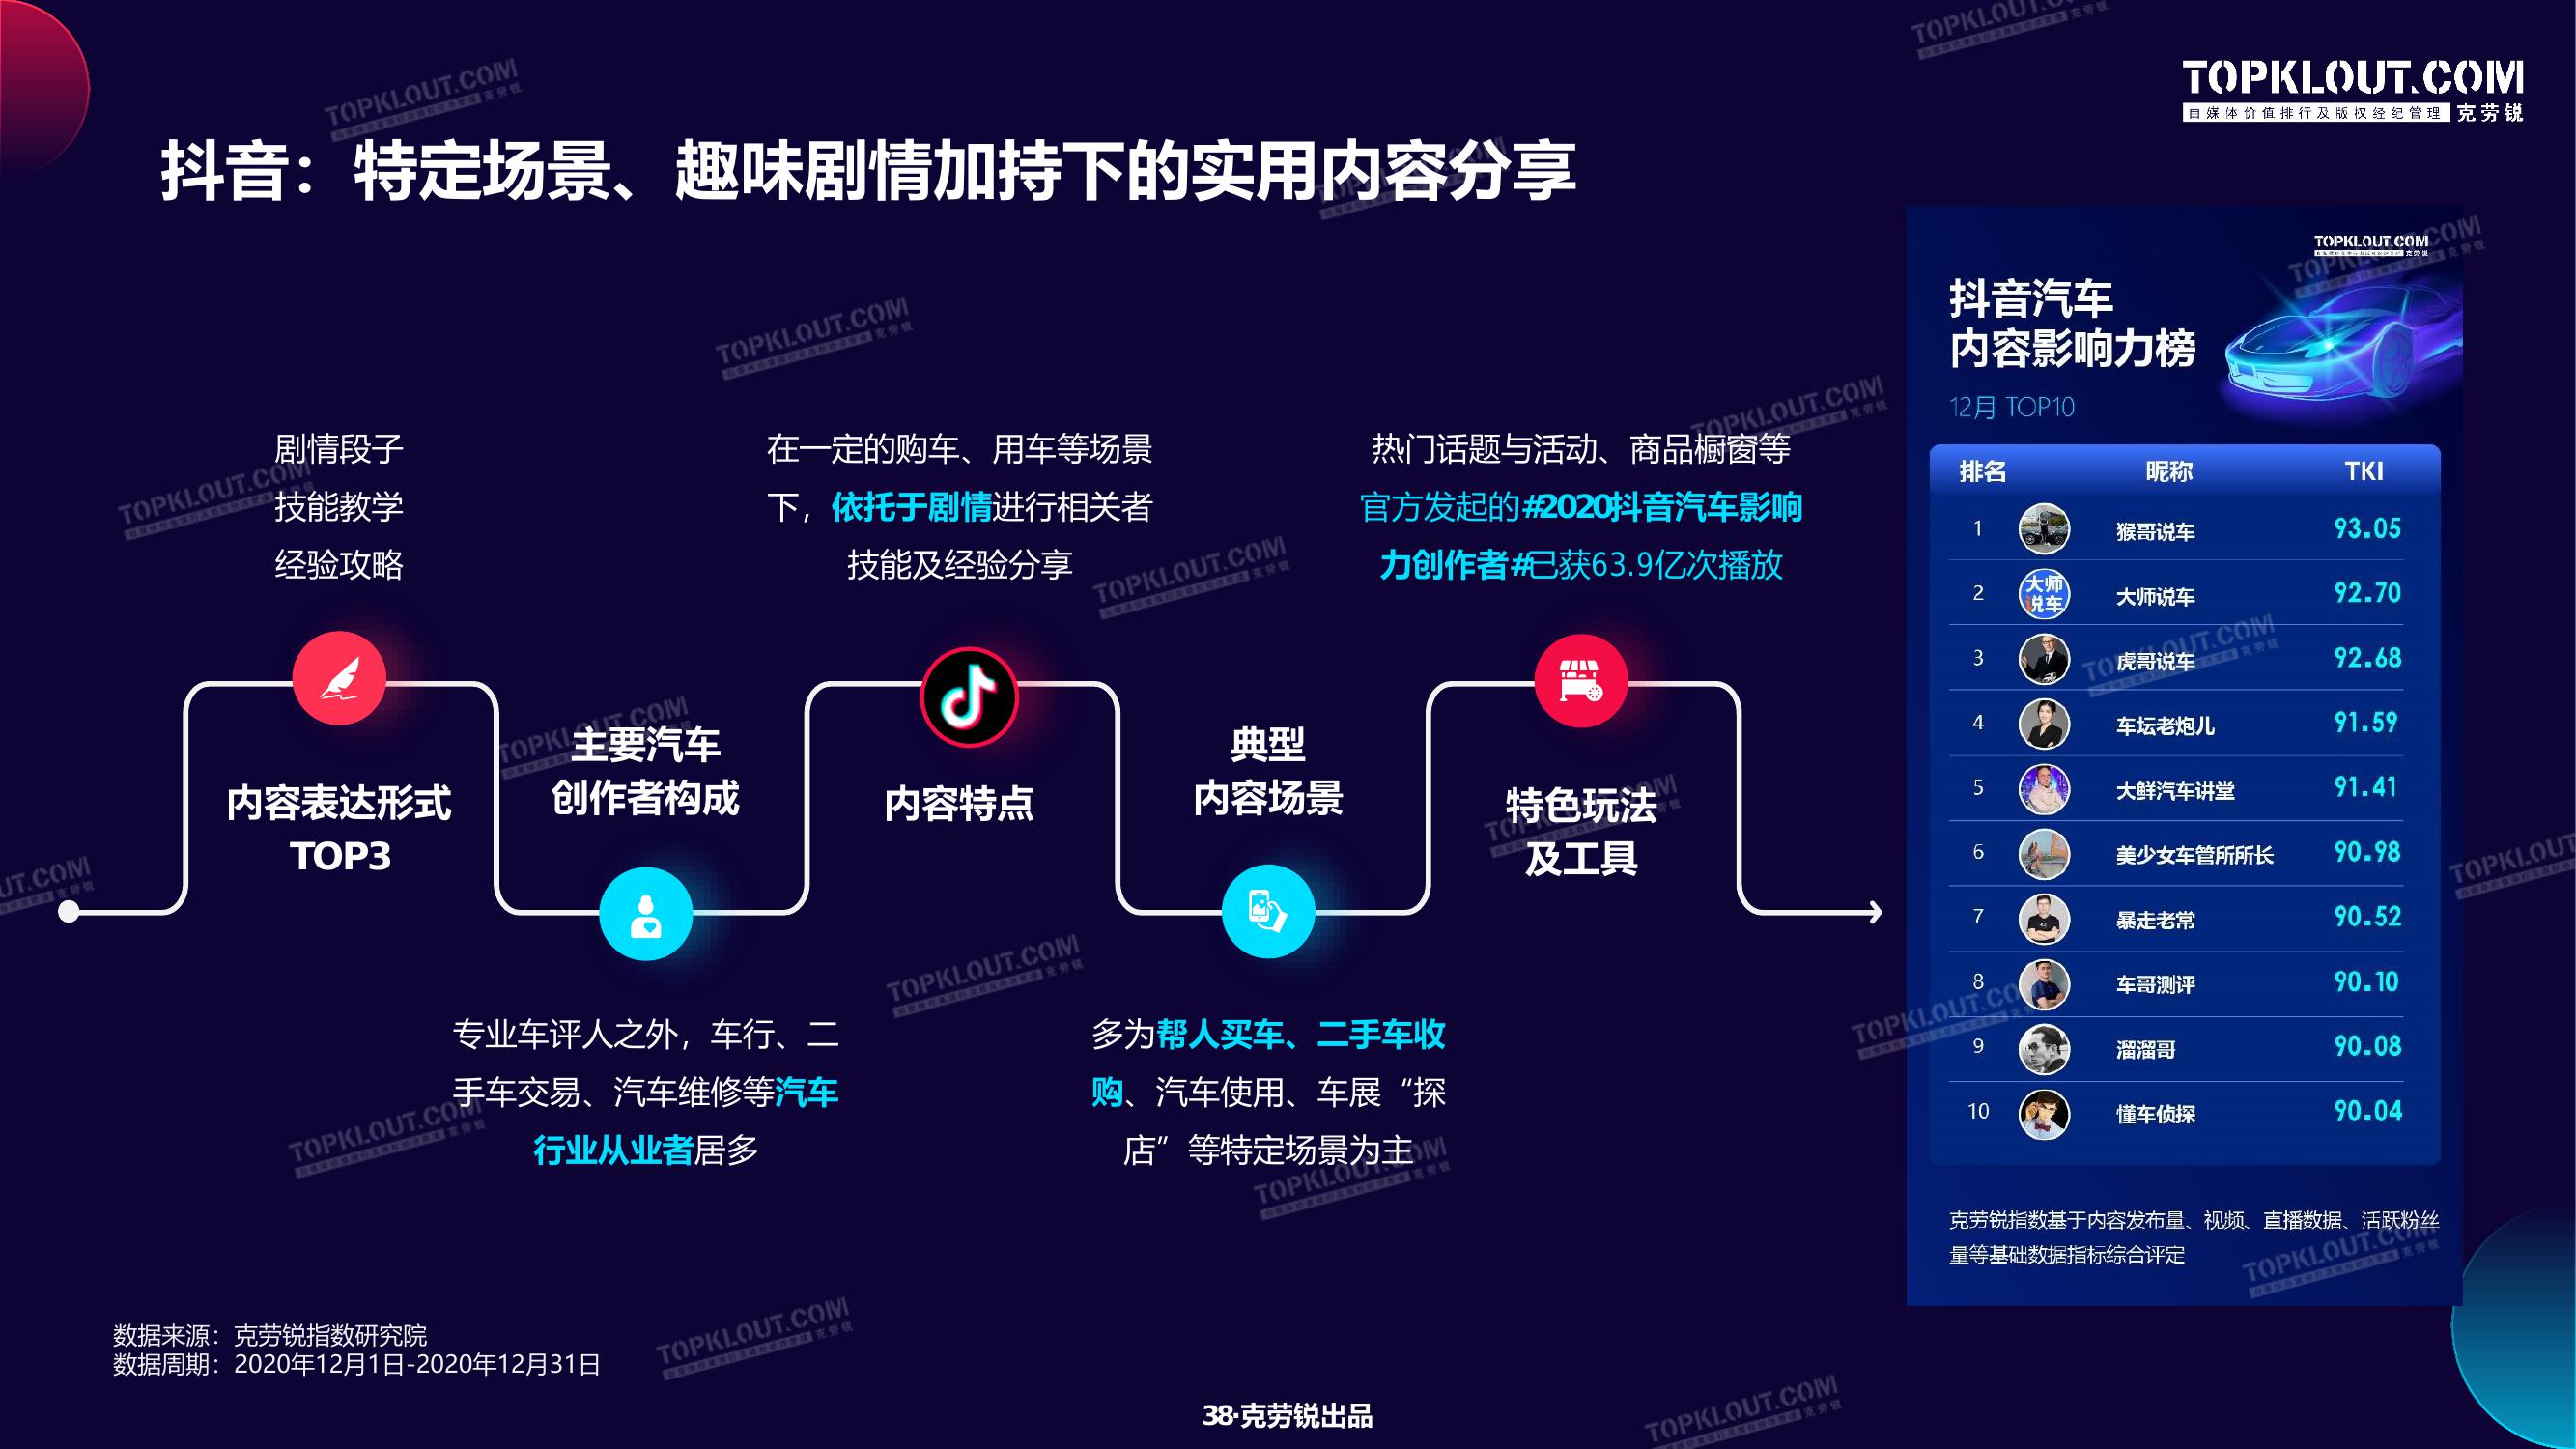 TOPKLOUT.COM
自媒体价值排行及版权经纪管理 克劳锐
抖音：特定场景、趣味剧情加持下的实用内容分享
剧情段子
技能教学
经验攻略
内容表达形式
TOP3
主要汽车
创作者构成
专业车评人之外，车行、二
手车交易、汽车维修等汽车
行业从业者居多
在一定的购车、用车等场景
下，依托于剧情进行相关者
技能及经验分享
内容特点
典型
内容场景
多为帮人买车、二手车收
购、汽车使用、车展“探
店”等特定场景为主
热门话题与活动、商品橱窗等
官方发起的#2020抖音汽车影响
力创作者#已获63.9亿次播放
特色玩法
及工具
TOPKLOUT.COM
抖音汽车
内容影响力榜
12月 TOP10
排名 昵称 TKI
1 猴哥说车 93.05
2 大师说车 大师说车 92.70
3 虎哥说车 92.68
4 车坛老炮儿 91.59
5 大鲜汽车讲堂 91.41
6 美少女车管所所长 90.98
7 暴走老常 90.52
8 车哥测评 90.10
9 溜溜哥 90.08
10 懂车侦探 90.04
克劳锐指数基于内容发布量、视频、直播数据、活跃粉丝
量等基础数据指标综合评定
数据来源：克劳锐指数研究院
数据周期：2020年12月1日-2020年12月31日
38·克劳锐出品